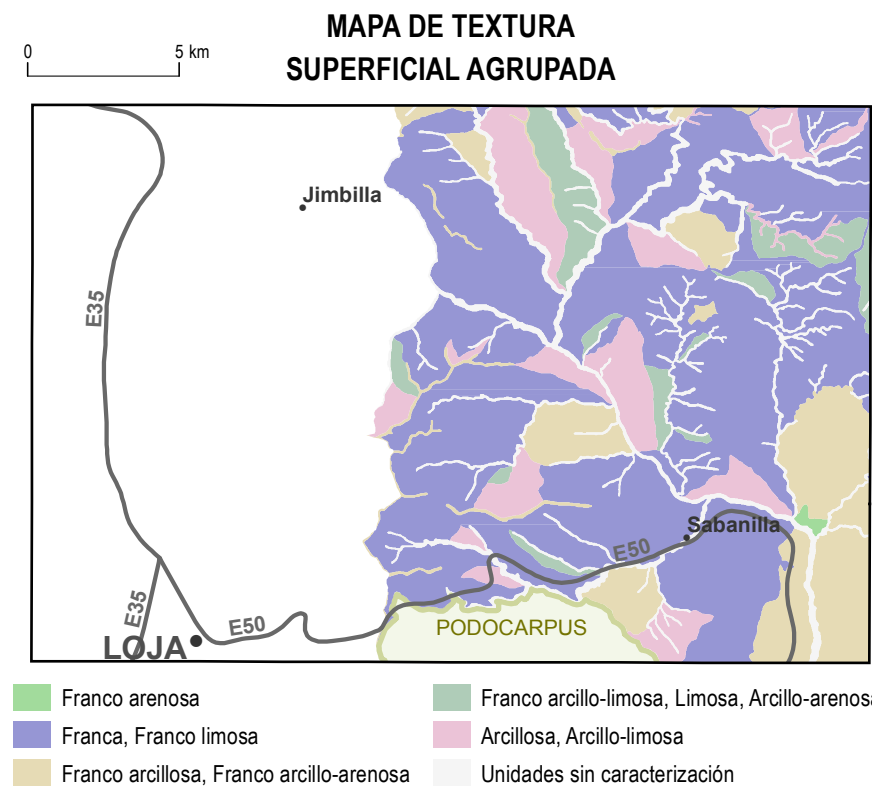 MAPA DE TEXTURA
SUPERFICIAL AGRUPADA
0 5 km
Jimbilla
E35
Sabanilla
E50
E35
E50
LOJA
PODOCARPUS
Franco arenosa
Franca, Franco limosa
Franco arcillosa, Franco arcillo-arenosa
Franco arcillo-limosa, Limosa, Arcillo-arenosa
Arcillosa, Arcillo-limosa
Unidades sin caracterización